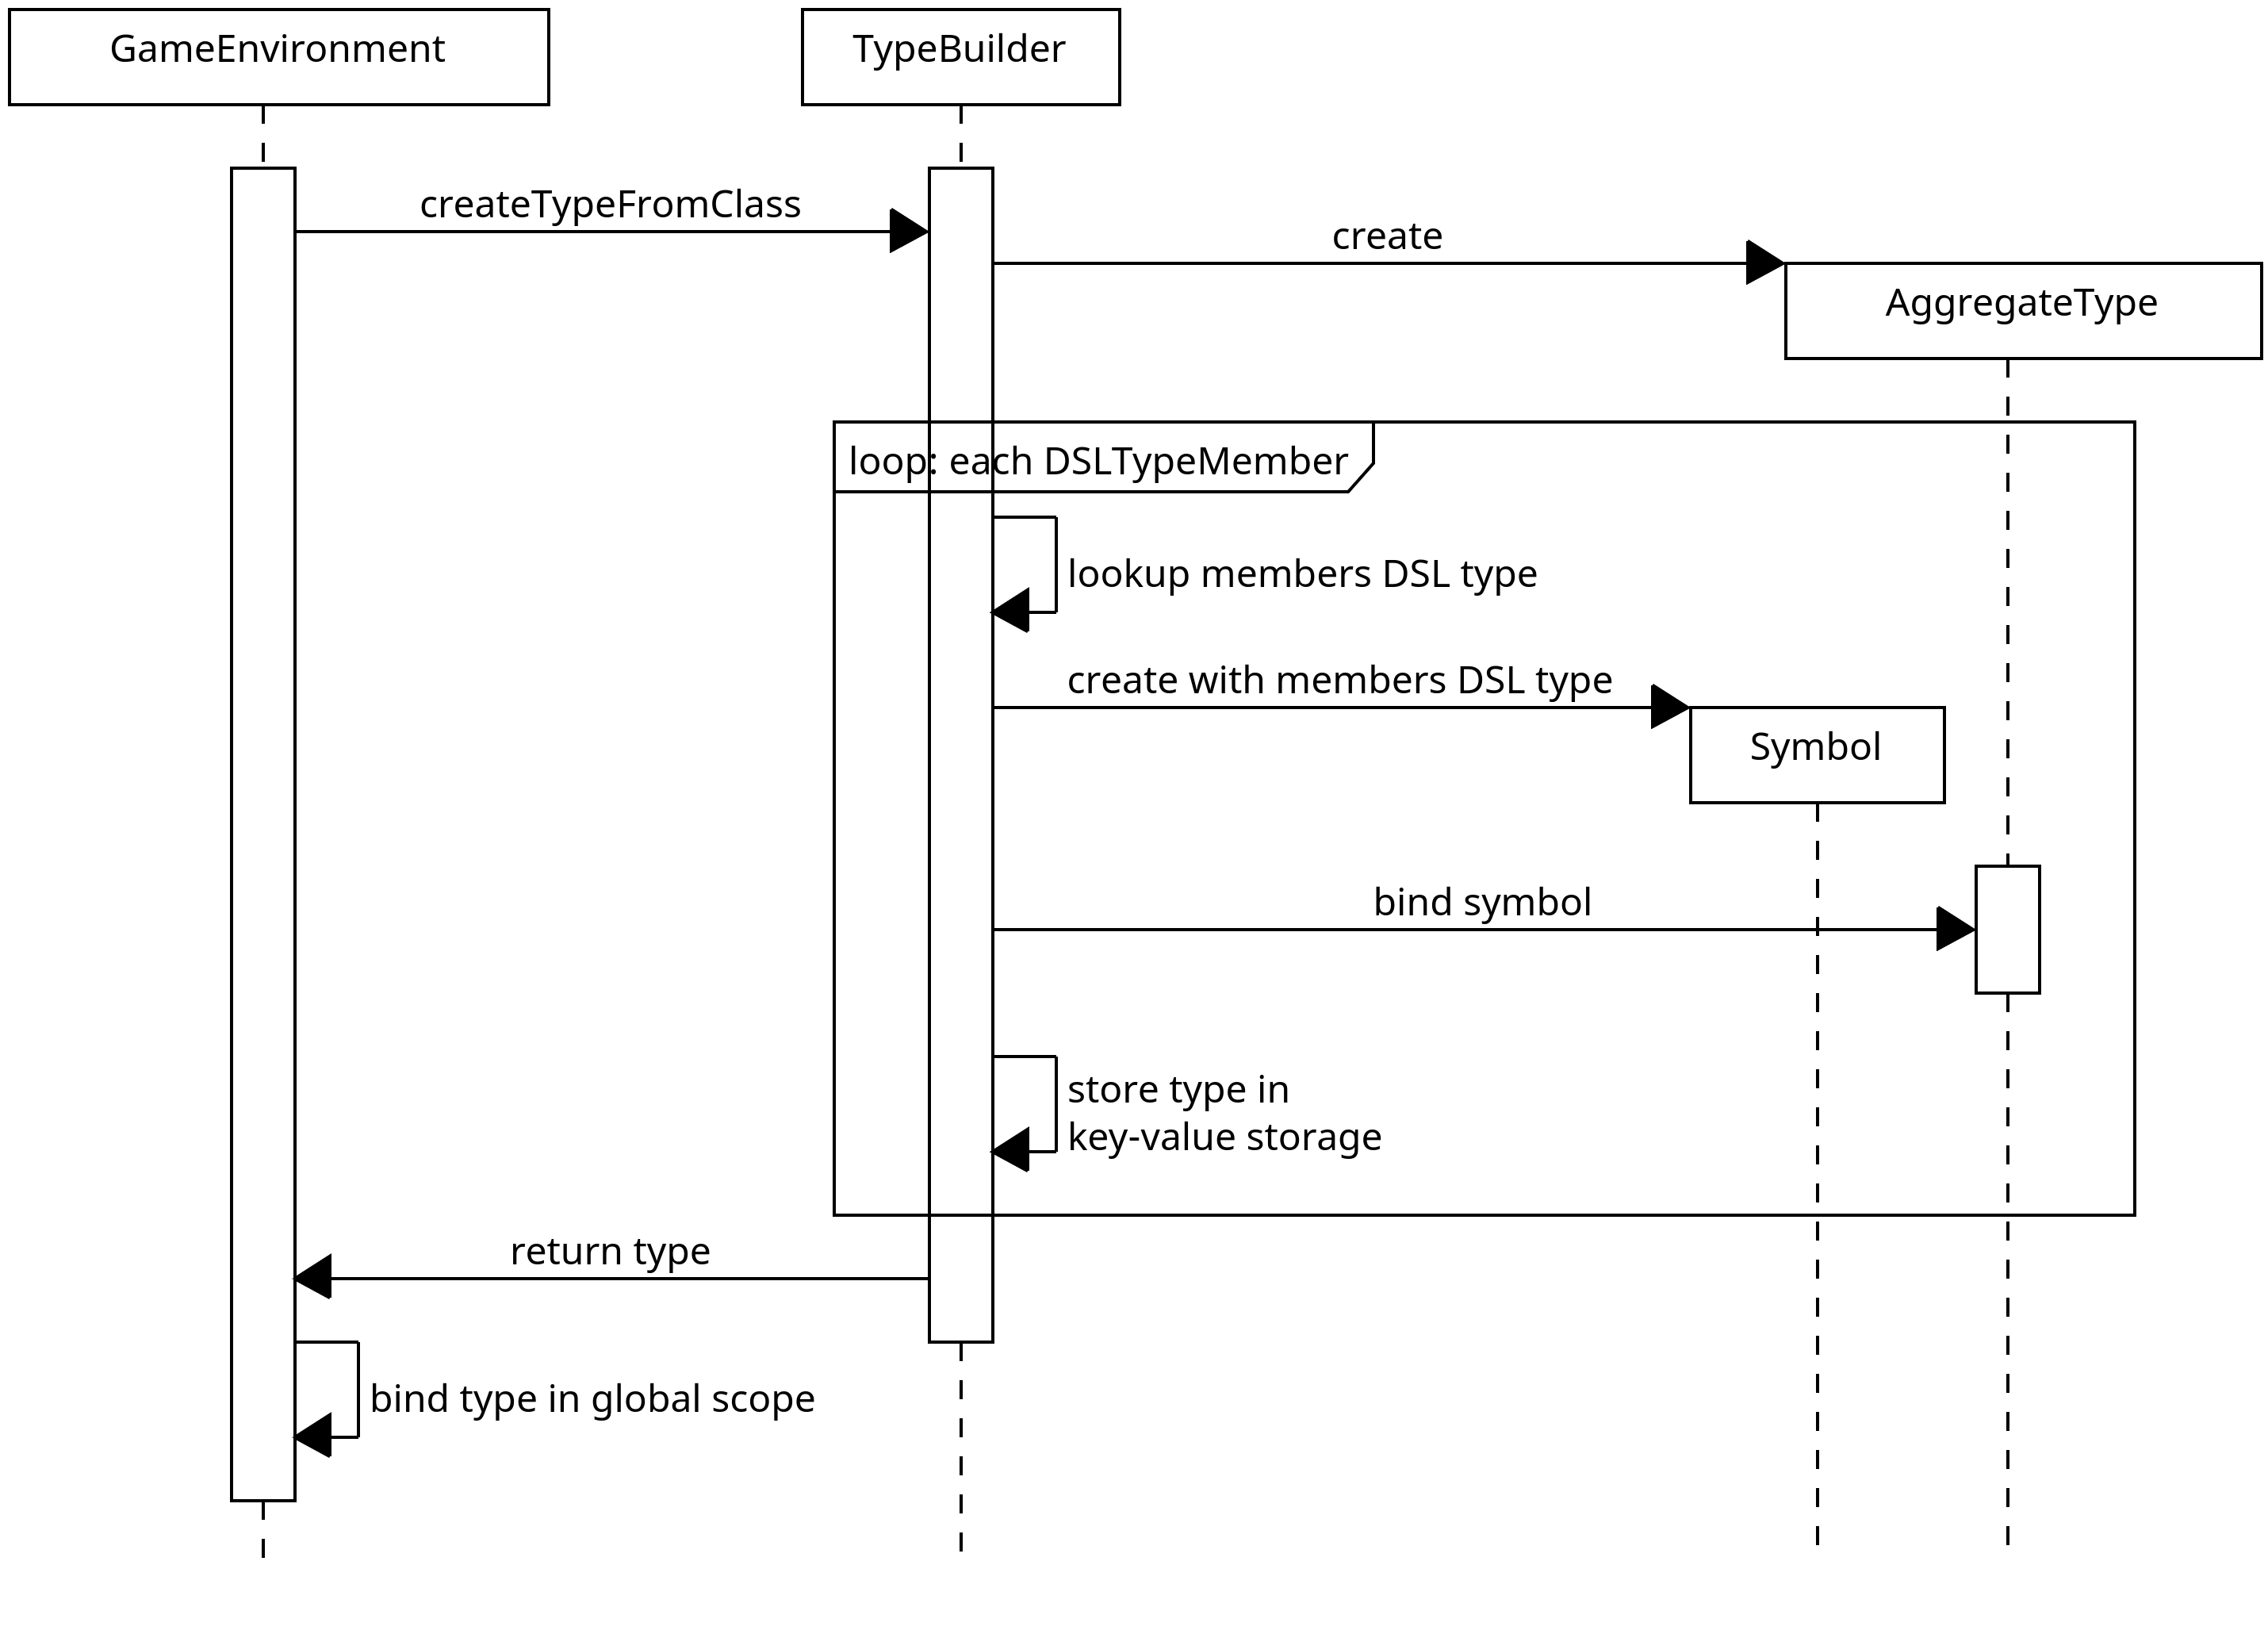 GameEnvironment
TypeBuilder
createTypeFromClass
create
AggregateType
loop: each DSLTypeMember
lookup members DSL type
create with members DSL type
Symbol
bind symbol
store type in
key-value storage
return type
bind type in global scope